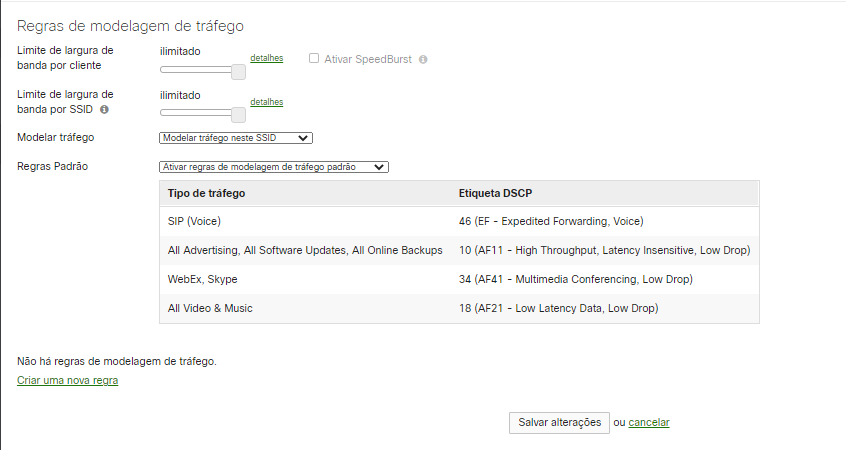 Regras de modelagem de tráfego
Limite de largura de
banda por cliente
ilimitado
detalhes
Ativar SpeedBurst
Limite de largura de
banda por SSID
ilimitado
detalhes
Modelar tráfego
Modelar tráfego neste SSID
Regras Padrão
Ativar regras de modelagem de tráfego padrão
Tipo de tráfego Etiqueta DSCP
SIP (Voice) 46 (EF - Expedited Forwarding, Voice)
All Advertising, All Software Updates, All Online Backups 10 (AF11 - High Throughput, Latency Insensitive, Low Drop)
WebEx, Skype 34 (AF41 - Multimedia Conferencing, Low Drop)
All Video & Music 18 (AF21 - Low Latency Data, Low Drop)
Não há regras de modelagem de tráfego.
Criar uma nova regra
Salvar alterações ou cancelar